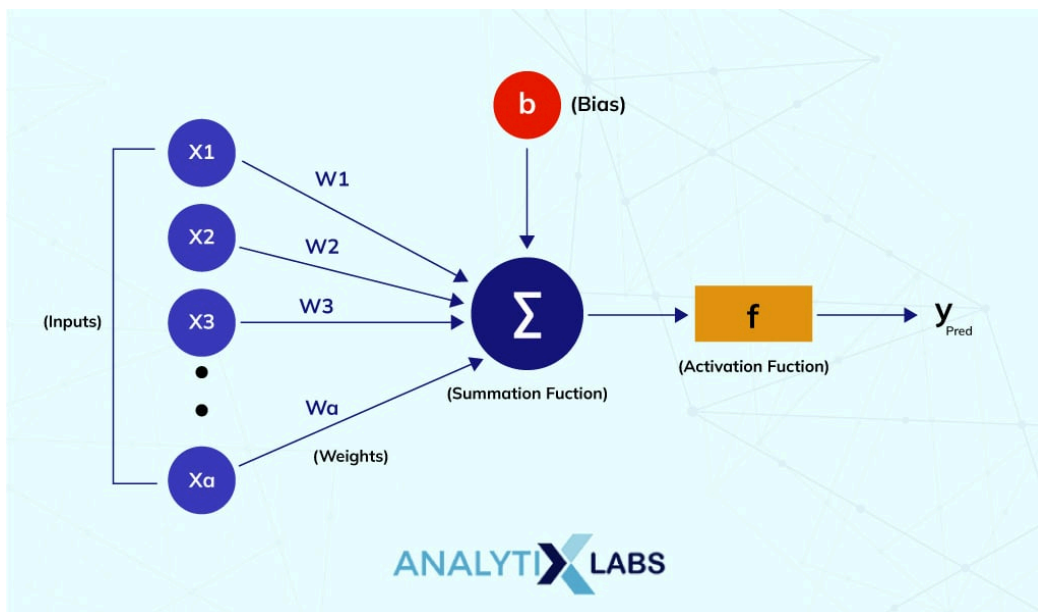 b
(Bias)
X1
W1
X2
W2
X3
W3
(Inputs)
Σ
f
y
Pred
(Summation Fuction)
(Activation Fuction)
Wa
(Weights)
Xa
ANALYTIX LABS